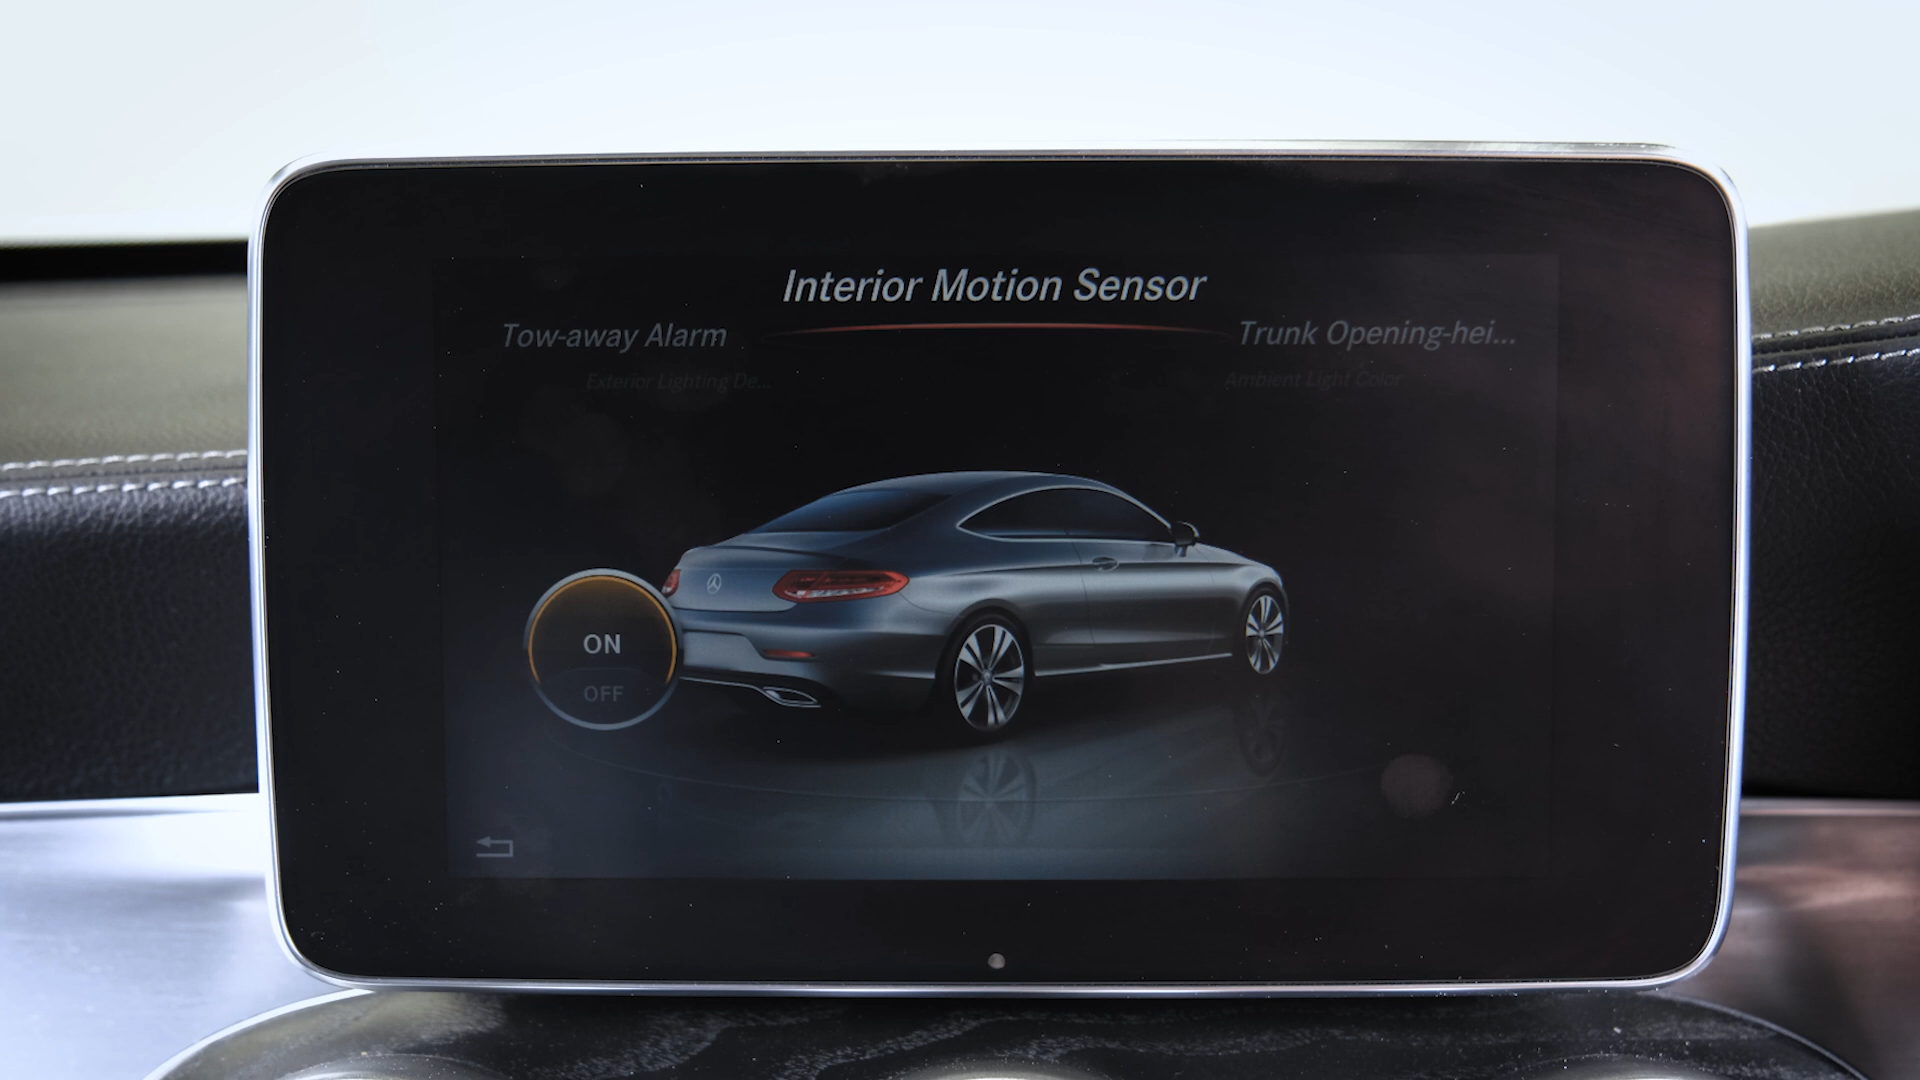 Interior Motion Sensor
Tow-away Alarm
Trunk Opening-hei...
Exterior Lighting De...
Ambient Light Color
ON
OFF